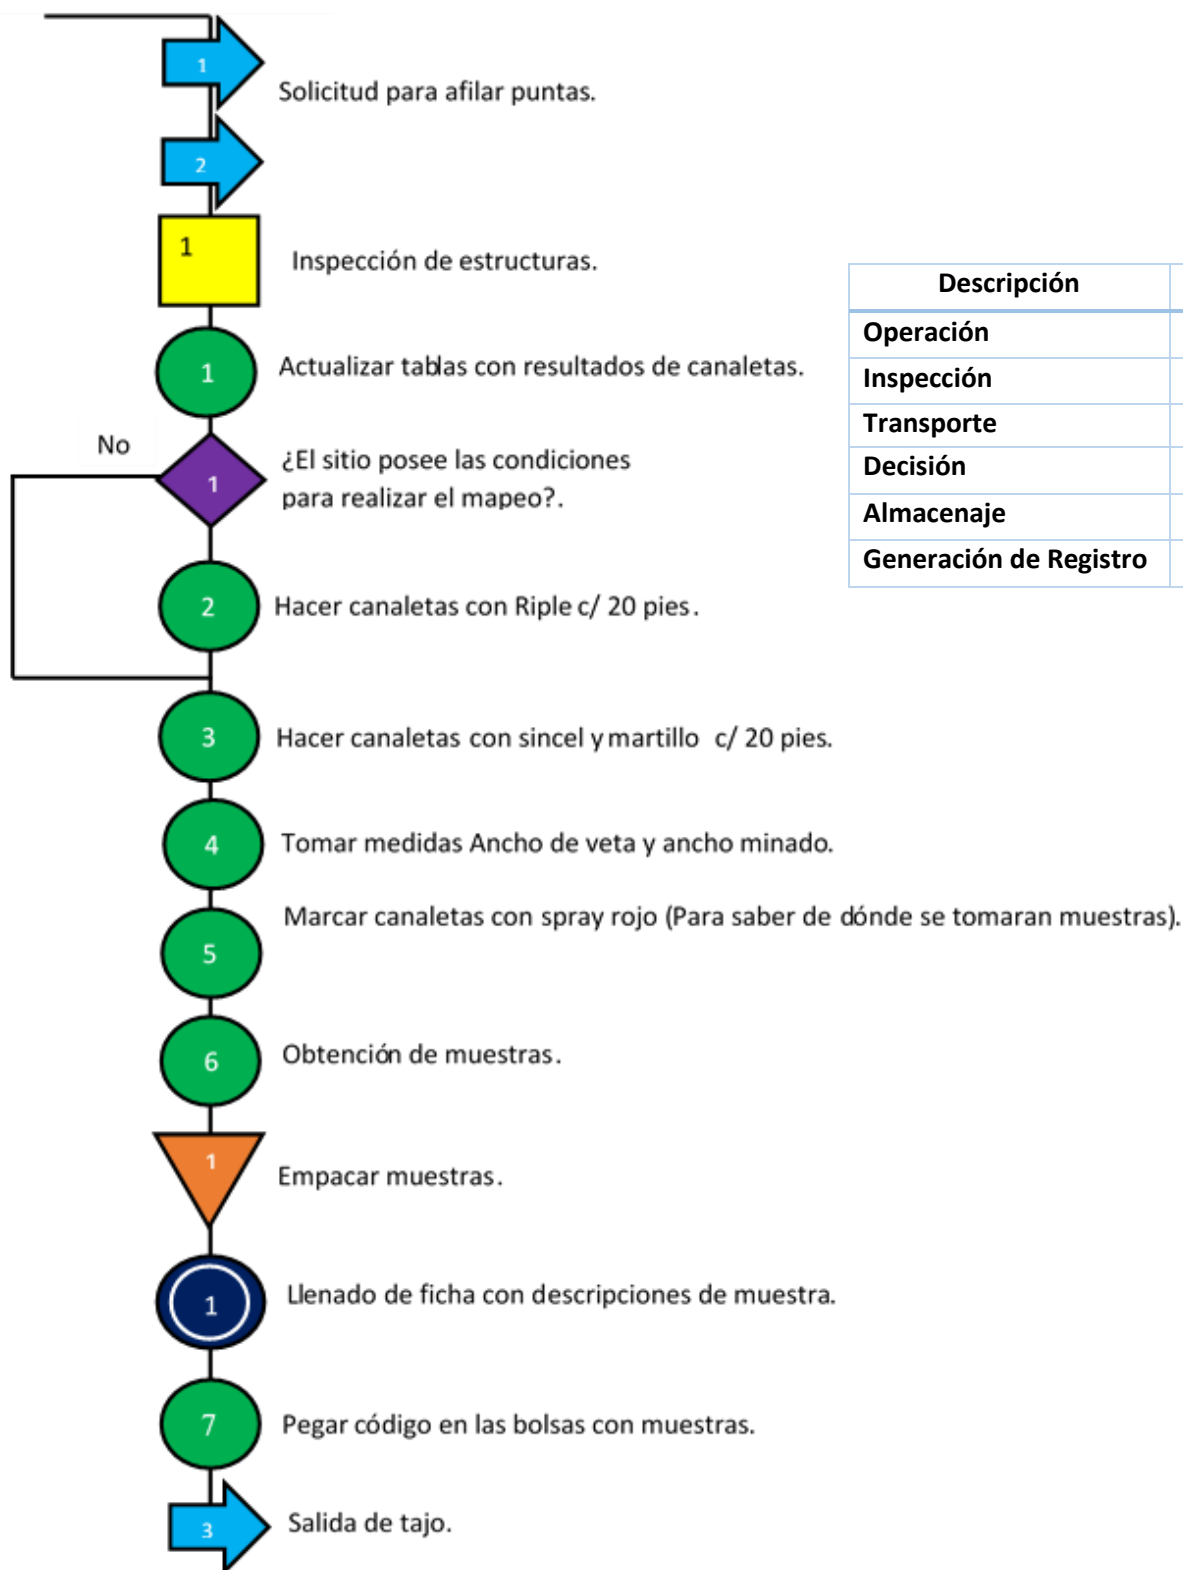 1
Solicitud para afilar puntas.
2
1
Inspección de estructuras.
1
Actualizar tablas con resultados de canaletas.
No
1
¿El sitio posee las condiciones
para realizar el mapeo?.
2
Hacer canaletas con Riple c/ 20 pies.
3
Hacer canaletas con sincel y martillo c/ 20 pies.
4
Tomar medidas Ancho de veta y ancho minado.
5
Marcar canaletas con spray rojo (Para saber de dónde se tomaran muestras).
6
Obtención de muestras.
1
Empacar muestras.
1
Llenado de ficha con descripciones de muestra.
7
Pegar código en las bolsas con muestras.
3
Salida de tajo.
Descripción
Operación
Inspección
Transporte
Decisión
Almacenaje
Generación de Registro